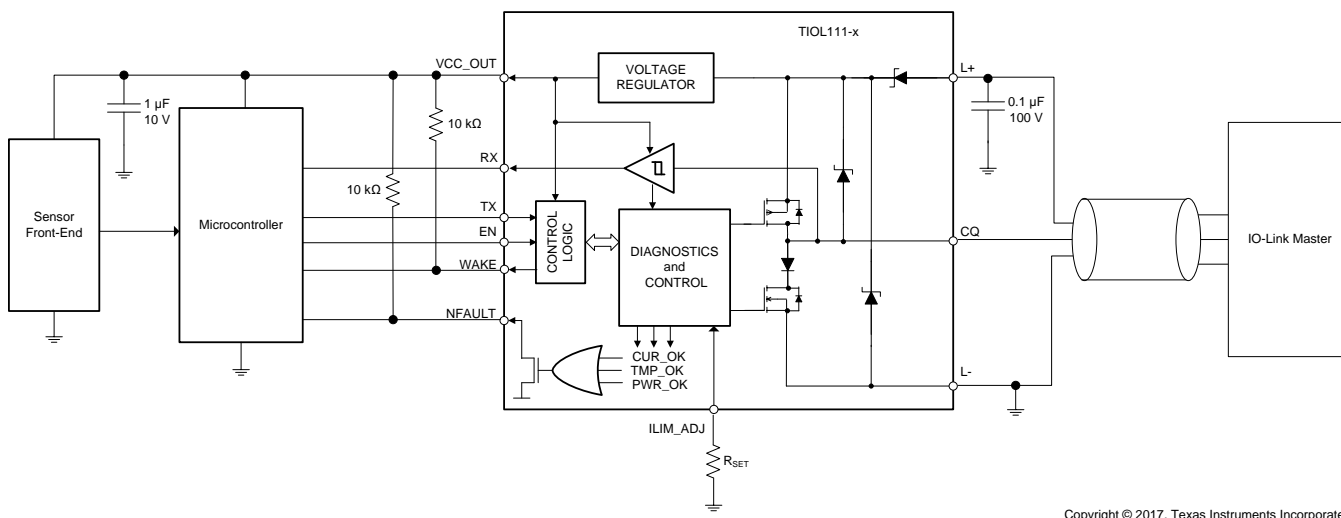 TIOL111-x
VCC_OUT
VOLTAGE
REGULATOR
L+
1 µF
10 V
10 kΩ
0.1 µF
100 V
RX
10 kΩ
Sensor
Front-End
Microcontroller
TX
EN
WAKE
CONTROL
LOGIC
DIAGNOSTICS
and
CONTROL
CQ
IO-Link Master
NFAULT
CUR_OK
TMP_OK
PWR_OK
L-
ILIM_ADJ
RSET
Copyright © 2017, Texas Instruments Incorporate